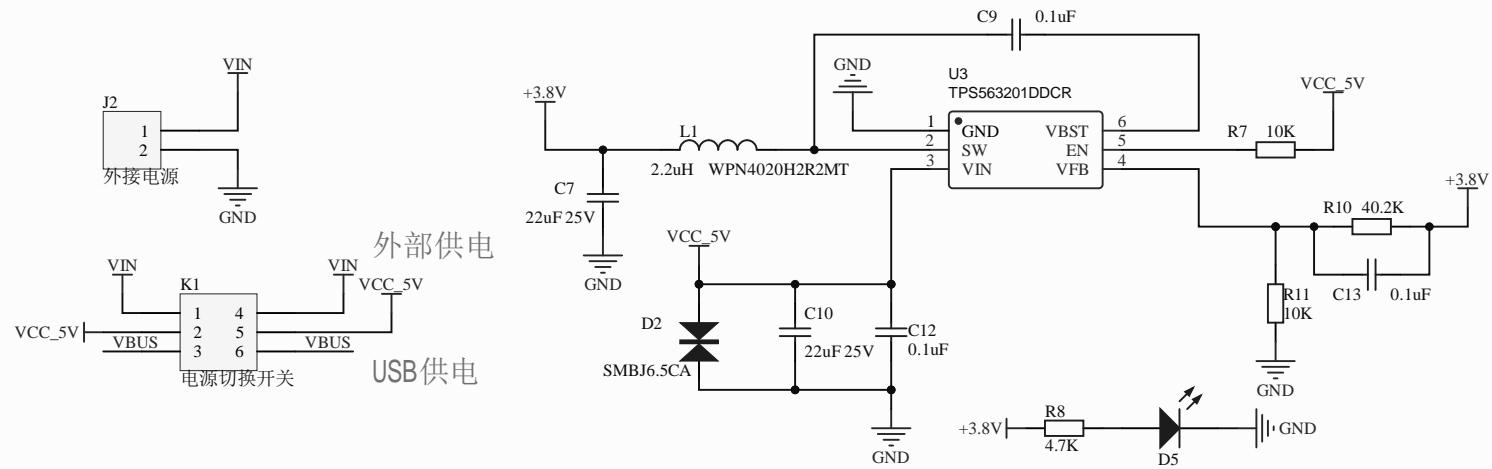 VIN
J2
1
2
外接电源
GND
外部供电
VIN
VIN
K1
VCC_5V
1
4
VCC_5V
2
5
VBUS
3
6
VBUS
电源切换开关
USB供电
C9
0.1uF
GND
U3
TPS563201DDCR
VCC_5V
+3.8V
1
GND
VBST
6
L1
2
SW
EN
5
R7
10K
2.2uH
WPN4020H2R2MT
3
VIN
VFB
4
C7
22uF 25V
GND
+3.8V
R10
40.2K
C13
0.1uF
R11
10K
GND
VCC_5V
D2
SMBJ6.5CA
C10
22uF 25V
C12
0.1uF
GND
+3.8V
R8
4.7K
D5
GND